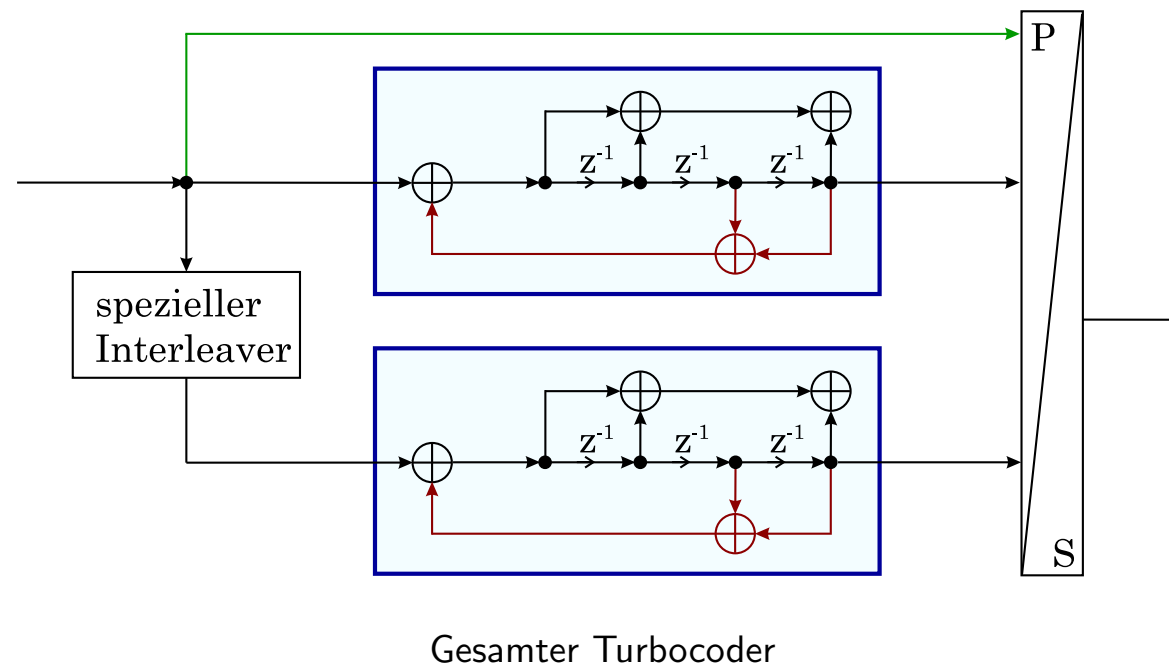 P
z⁻¹ z⁻¹ z⁻¹
spezieller
Interleaver
z⁻¹ z⁻¹ z⁻¹
S
Gesamter Turbocoder